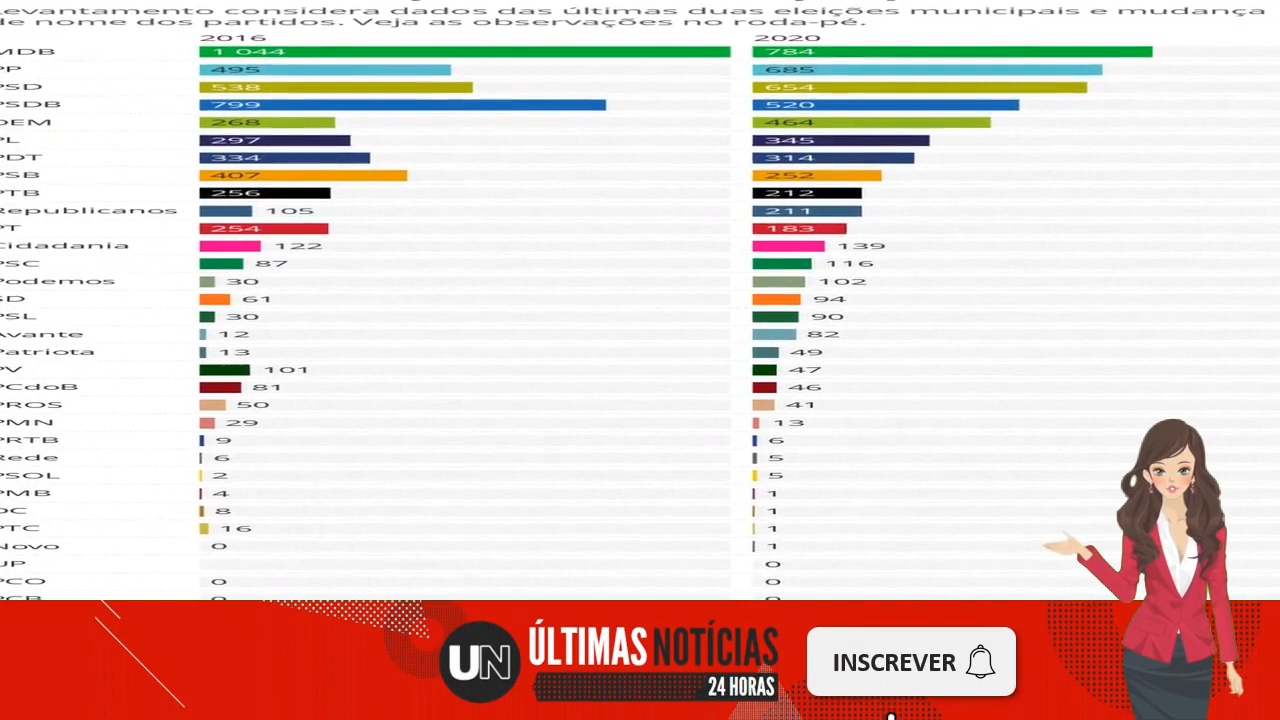 evantamento considera dados das últimas duas eleições municipais e mudança
de nome dos partidos. Veja as observações no roda-pé.
2016 2020
MDB 1 044 784
PP 495 685
PSD 538 654
PSDB 799 520
DEM 268 464
PL 297 345
PDT 334 314
PSB 407 252
PTB 256 212
Republicanos 105 211
PT 254 183
Cidadania 122 139
PSC 87 116
Podemos 30 102
SD 61 94
PSL 30 90
Avante 12 82
Patriota 13 49
PV 101 47
PCdoB 81 46
PROS 50 41
PMN 29 13
PRTB 9 6
Rede 6 5
PSOL 2 5
PMB 4 1
DC 8 1
PTC 16 1
Novo 0 1
UP 0
PCO 0 0
PCB 0 0
UN ÚLTIMAS NOTÍCIAS
24 HORAS
INSCREVER